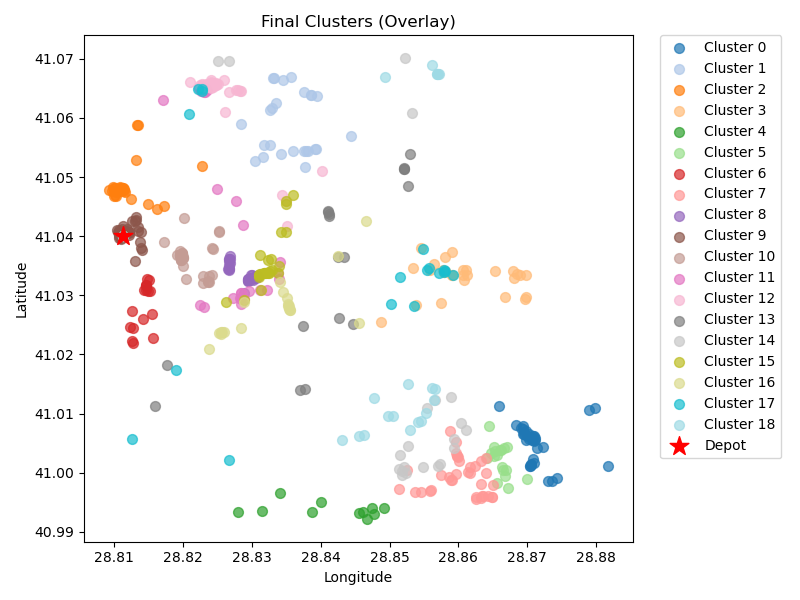 Final Clusters (Overlay)
41.07
41.06
41.05
41.04
41.03
41.02
41.01
41.00
40.99
Latitude
28.81 28.82 28.83 28.84 28.85 28.86 28.87 28.88
Longitude
Cluster 0
Cluster 1
Cluster 2
Cluster 3
Cluster 4
Cluster 5
Cluster 6
Cluster 7
Cluster 8
Cluster 9
Cluster 10
Cluster 11
Cluster 12
Cluster 13
Cluster 14
Cluster 15
Cluster 16
Cluster 17
Cluster 18
Depot